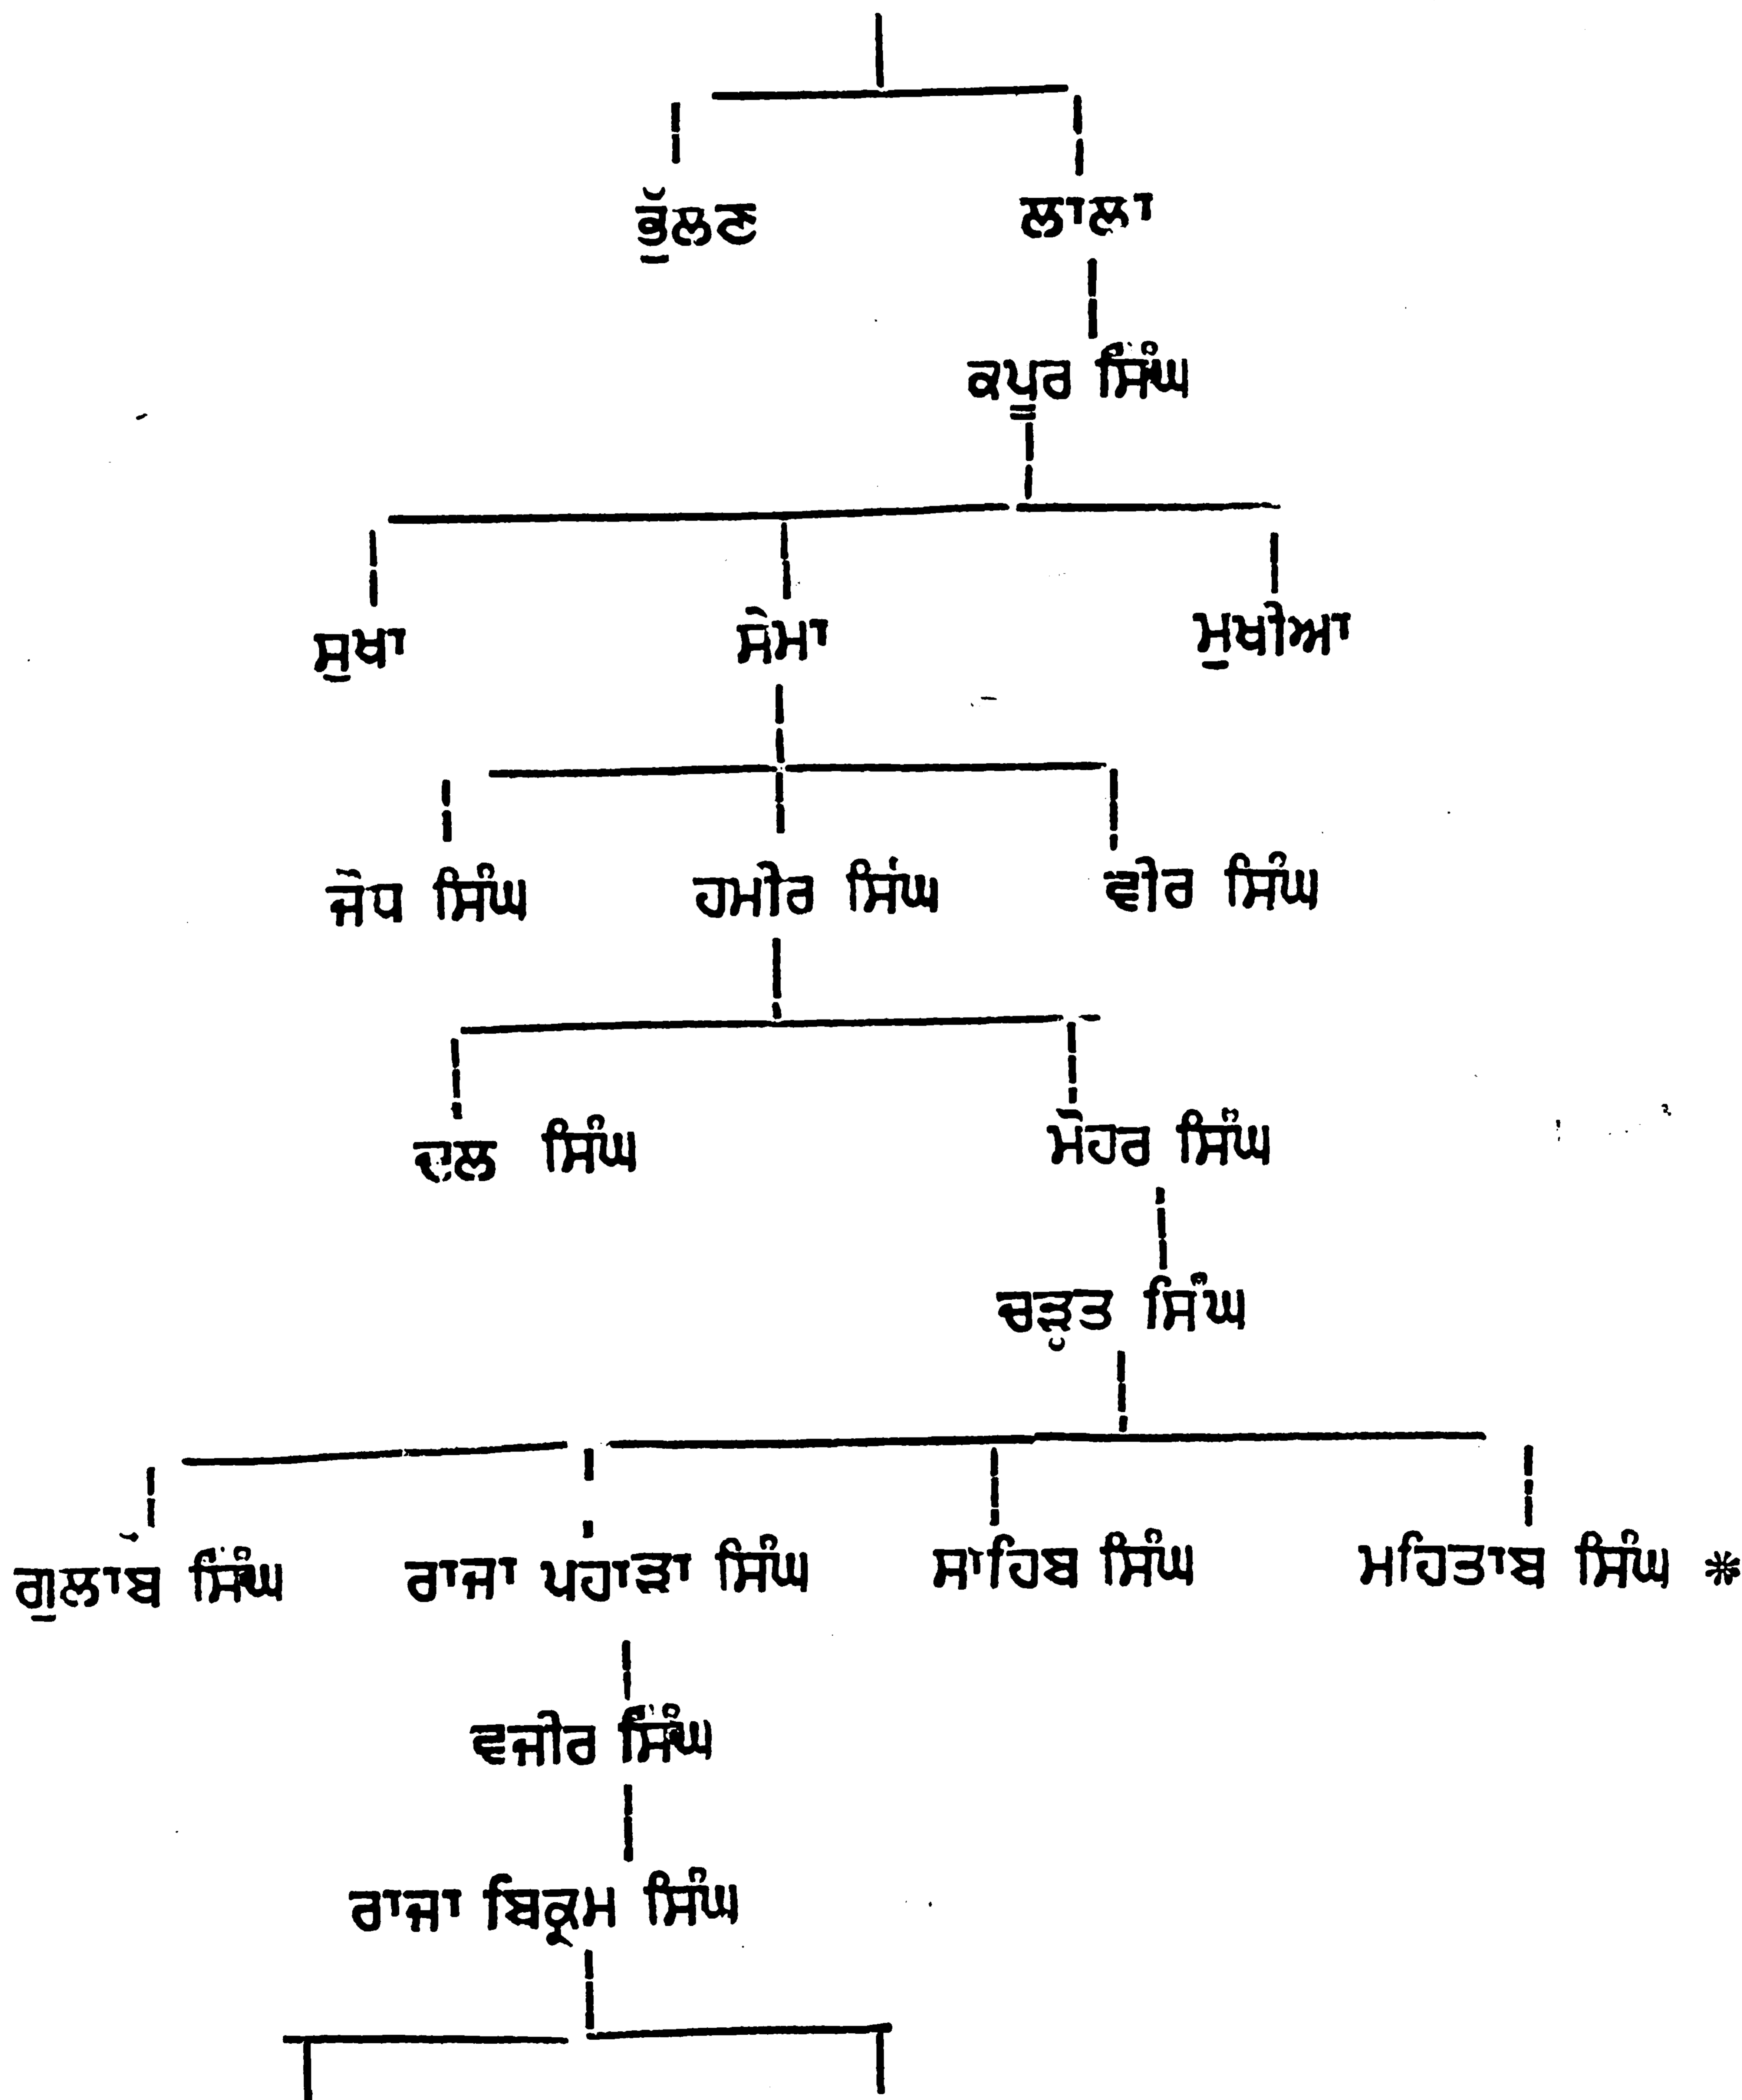 ਭੁੱਲਣ ਲਾਲਾ
ਕਪੂਰ ਸਿੰਘ
ਸੁਖਾ ਸੇਮਾ ਮੁਖੀਆ
ਜੋਧ ਸਿੰਘ ਹਮੀਰ ਸਿੰਘ ਵੀਰ ਸਿੰਘ
ਦਲ ਸਿੰਘ ਮੋਹਰ ਸਿੰਘ
ਚੜ੍ਹਤ ਸਿੰਘ
ਗੁਲਾਬ ਸਿੰਘ ਰਾਜਾ ਪਹਾੜਾ ਸਿੰਘ ਸਾਹਿਬ ਸਿੰਘ ਮਹਿਤਾਬ ਸਿੰਘ *
ਵਜੀਰ ਸਿੰਘ
ਰਾਜਾ ਬਿਕ੍ਰਮ ਸਿੰਘ